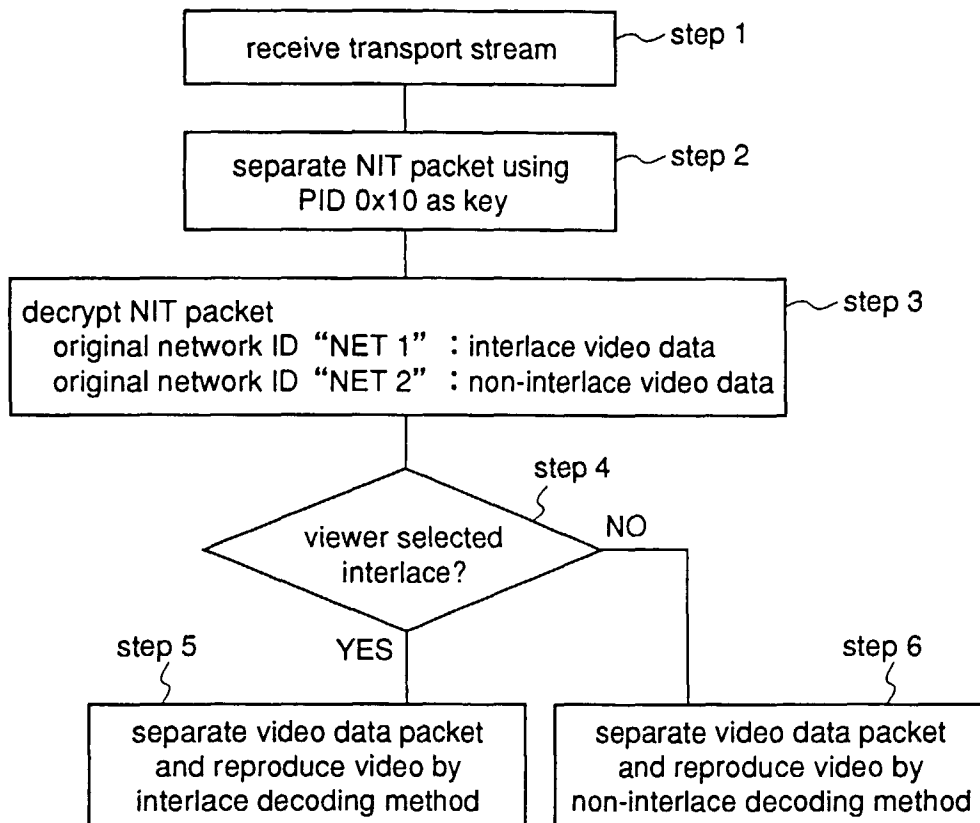 receive transport stream
step 1
separate NIT packet using
PID 0x10 as key
step 2
decrypt NIT packet
original network ID “NET 1” : interlace video data
original network ID “NET 2” : non-interlace video data
step 3
step 4
viewer selected
interlace?
NO
YES
step 5
separate video data packet
and reproduce video by
interlace decoding method
step 6
separate video data packet
and reproduce video by
non-interlace decoding method